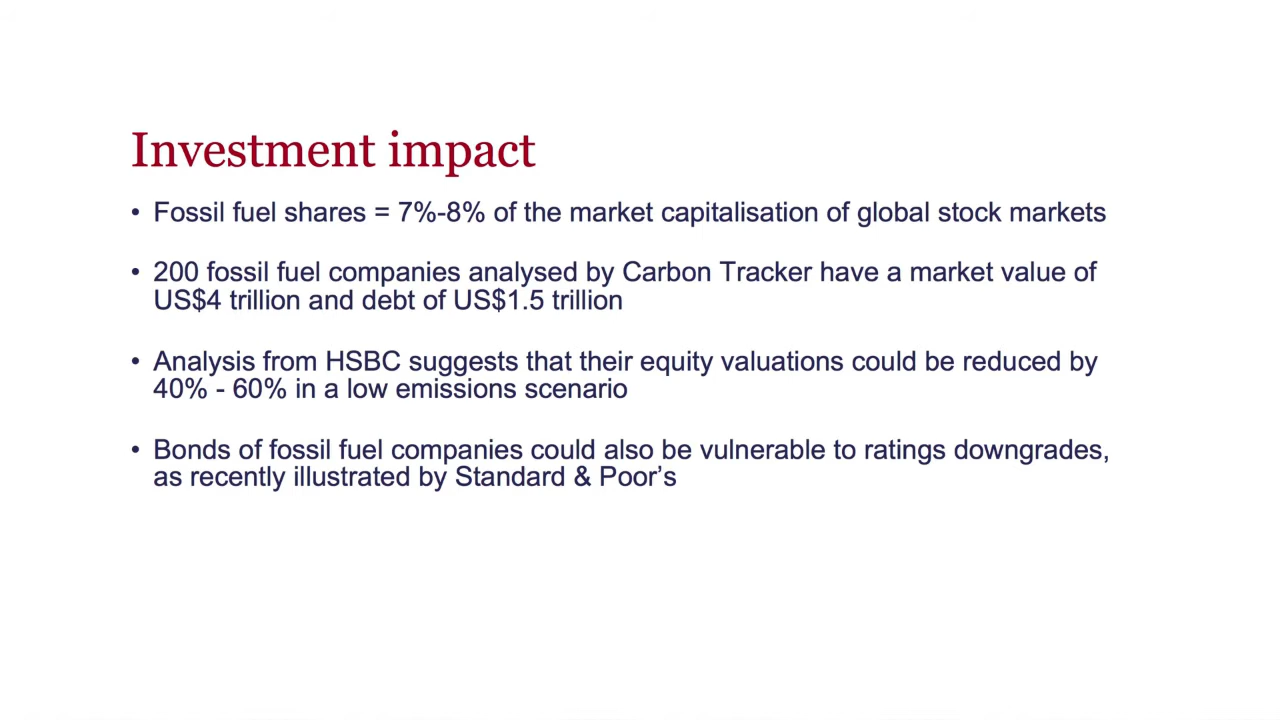 Investment impact
• Fossil fuel shares = 7%-8% of the market capitalisation of global stock markets
• 200 fossil fuel companies analysed by Carbon Tracker have a market value of
US$4 trillion and debt of US$1.5 trillion
• Analysis from HSBC suggests that their equity valuations could be reduced by
40% - 60% in a low emissions scenario
• Bonds of fossil fuel companies could also be vulnerable to ratings downgrades,
as recently illustrated by Standard & Poor’s